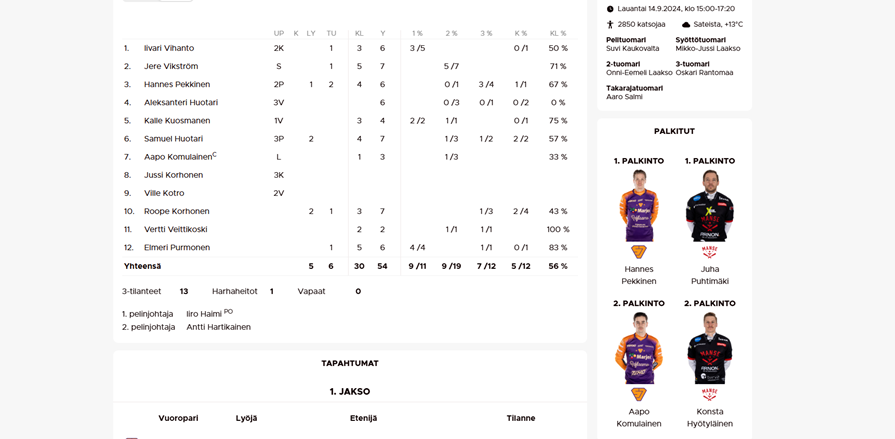 UP K LY TU KL Y 1 % 2 % 3 % K % KL %
1. Iivari Vihanto 2K 1 3 6 3 /5 0 /1 50 %
2. Jere Vikström S 1 5 7 5 /7 71 %
3. Hannes Pekkinen 2P 1 2 4 6 0 /1 3 /4 1 /1 67 %
4. Aleksanteri Huotari 3V 6 0 /3 0 /1 0 /2 0 %
5. Kalle Kuosmanen 1V 3 4 2 /2 1 /1 0 /1 75 %
6. Samuel Huotari 3P 2 4 7 1 /3 1 /2 2 /2 57 %
7. Aapo Komulainen C L 1 3 1 /3 33 %
8. Jussi Korhonen 3K
9. Ville Kotro 2V
10. Roope Korhonen 2 1 3 7 1 /3 2 /4 43 %
11. Vertti Veittikoski 2 2 1 /1 1 /1 100 %
12. Elmeri Purmonen 1 5 6 4 /4 1 /1 0 /1 83 %
Yhteensä 5 6 30 54 9 /11 9 /19 7 /12 5 /12 56 %
3-tilanteet 13 Harhaheitot 1 Vapaat 0
1. pelinjohtaja Iiro Haimi PO
2. pelinjohtaja Antti Hartikainen
TAPAHTUMAT
1. JAKSO
Vuoropari Lyöjä Etenijä Tilanne
Lauantai 14.9.2024, klo 15:00-17:20
2850 katsojaa Sateista, +13°C
Pelituomari Syöttötuomari
Suvi Kaukovalta Mikko-Jussi Laakso
2-tuomari 3-tuomari
Onni-Eemeli Laakso Oskari Rantomaa
Takarajatuomari
Aaro Salmi
PALKITUT
1. PALKINTO 1. PALKINTO
Hannes Juha
Pekkinen Puhtimäki
2. PALKINTO 2. PALKINTO
MANSE
Aapo Konsta
Komulainen Hyötyläinen